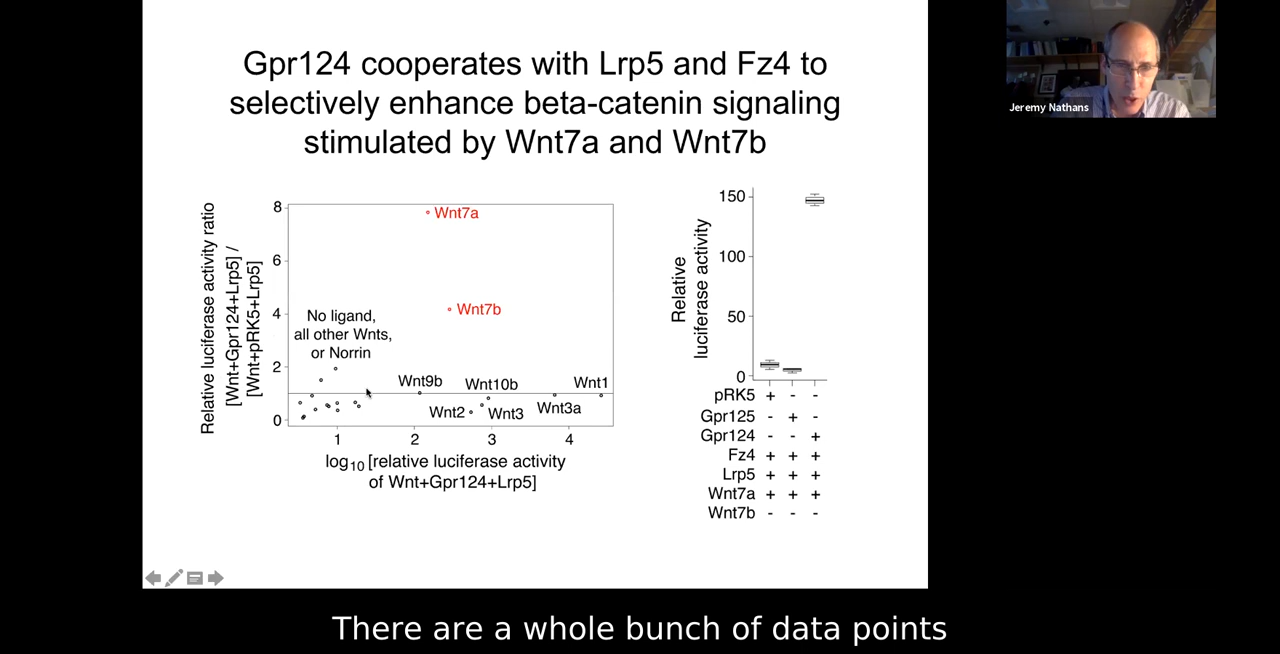 Gpr124 cooperates with Lrp5 and Fz4 to
selectively enhance beta-catenin signaling
stimulated by Wnt7a and Wnt7b
Jeremy Nathans
Relative luciferase activity ratio
[Wnt+Gpr124+Lrp5] /
[Wnt+pRK5+Lrp5]
8
6
4
2
0
Wnt7a
Wnt7b
No ligand,
all other Wnts,
or Norrin
Wnt9b
Wnt10b
Wnt1
Wnt2
Wnt3
Wnt3a
1 2 3 4
log10 [relative luciferase activity
of Wnt+Gpr124+Lrp5]
Relative
luciferase activity
150
100
50
0
pRK5 + - -
Gpr125 - + -
Gpr124 - - +
Fz4 + + +
Lrp5 + + +
Wnt7a + + +
Wnt7b - - -
There are a whole bunch of data points